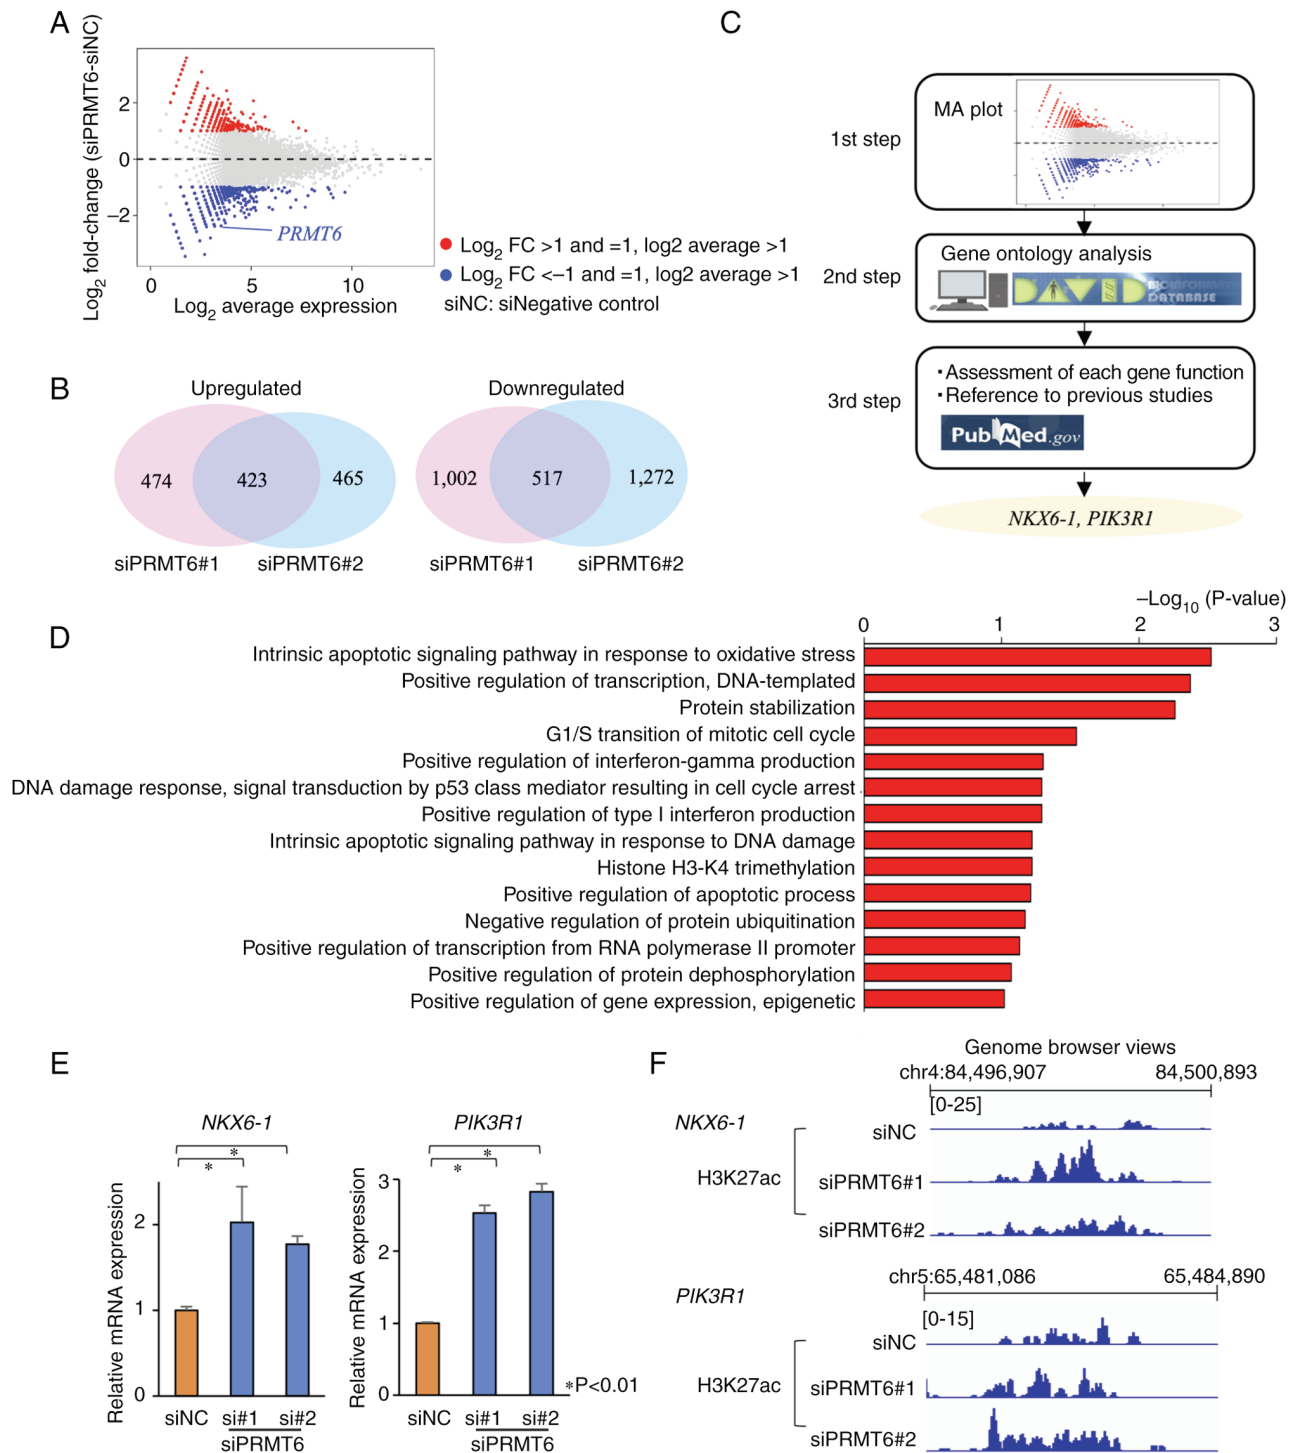 A
Log2 fold-change (siPRMT6-siNC)
2
0
−2
PRMT6
0 5 10
Log2 average expression
Log2 FC >1 and =1, log2 average >1
Log2 FC <−1 and =1, log2 average >1
siNC: siNegative control
B
Upregulated
474 423 465
siPRMT6#1 siPRMT6#2
Downregulated
1,002 517 1,272
siPRMT6#1 siPRMT6#2
C
1st step
MA plot
2nd step
Gene ontology analysis
DAVID BIOINFORMATICS
DATABASE
3rd step
・Assessment of each gene function
・Reference to previous studies
PubMed.gov
NKX6-1, PIK3R1
D
−Log10 (P-value)
0 1 2 3
Intrinsic apoptotic signaling pathway in response to oxidative stress
Positive regulation of transcription, DNA-templated
Protein stabilization
G1/S transition of mitotic cell cycle
Positive regulation of interferon-gamma production
DNA damage response, signal transduction by p53 class mediator resulting in cell cycle arrest
Positive regulation of type I interferon production
Intrinsic apoptotic signaling pathway in response to DNA damage
Histone H3-K4 trimethylation
Positive regulation of apoptotic process
Negative regulation of protein ubiquitination
Positive regulation of transcription from RNA polymerase II promoter
Positive regulation of protein dephosphorylation
Positive regulation of gene expression, epigenetic
E
NKX6-1
*
*
Relative mRNA expression
2
1
0
siNC si#1 si#2
siPRMT6
PIK3R1
*
*
Relative mRNA expression
3
2
1
0
siNC si#1 si#2
siPRMT6
*P<0.01
F
Genome browser views
chr4:84,496,907 84,500,893
[0-25]
NKX6-1
H3K27ac
siNC
siPRMT6#1
siPRMT6#2
chr5:65,481,086 65,484,890
PIK3R1
[0-15]
H3K27ac
siNC
siPRMT6#1
siPRMT6#2